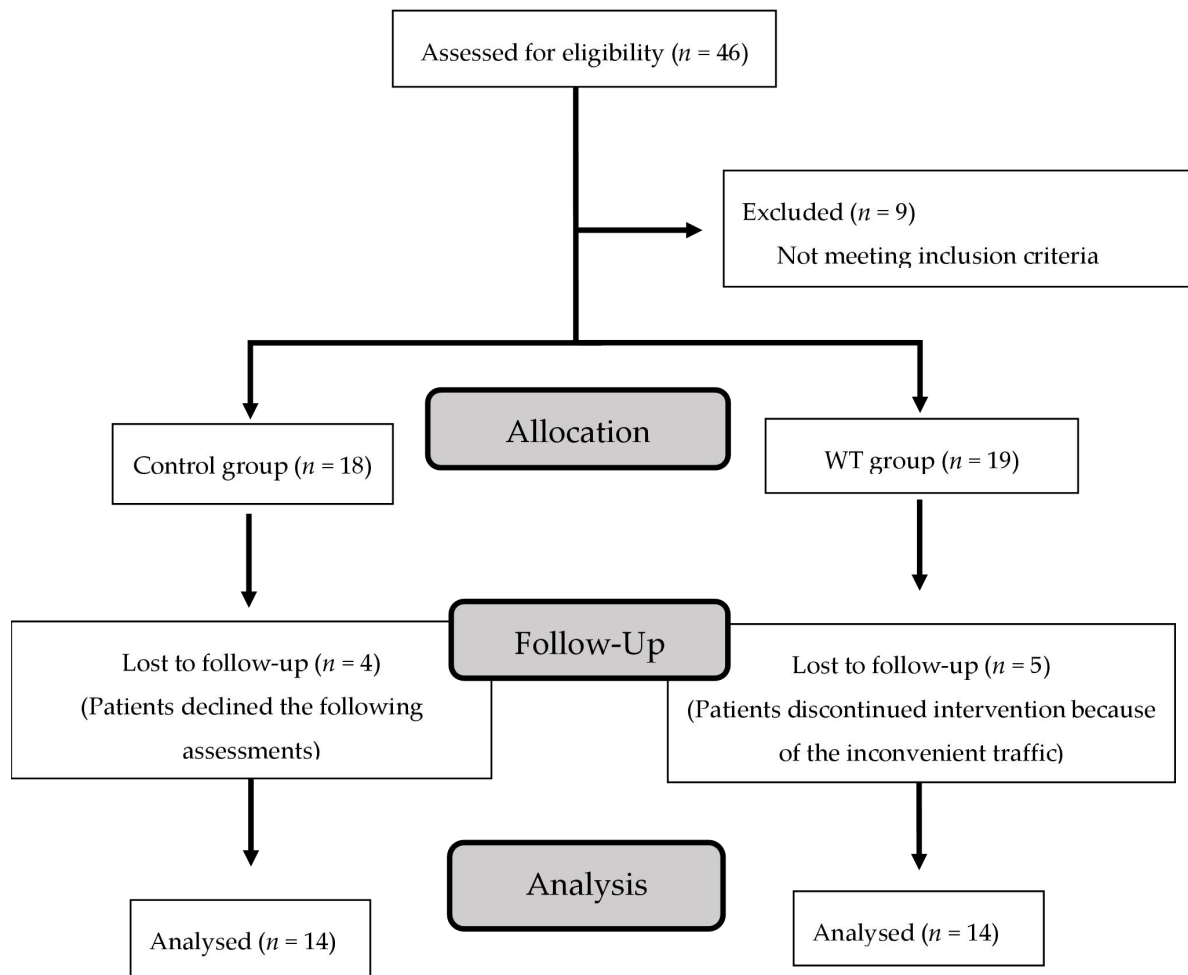 Assessed for eligibility (n = 46)
Excluded (n = 9)
Not meeting inclusion criteria
Allocation
Control group (n = 18)
WT group (n = 19)
Follow-Up
Lost to follow-up (n = 4)
(Patients declined the following
assessments)
Lost to follow-up (n = 5)
(Patients discontinued intervention because
of the inconvenient traffic)
Analysis
Analysed (n = 14)
Analysed (n = 14)